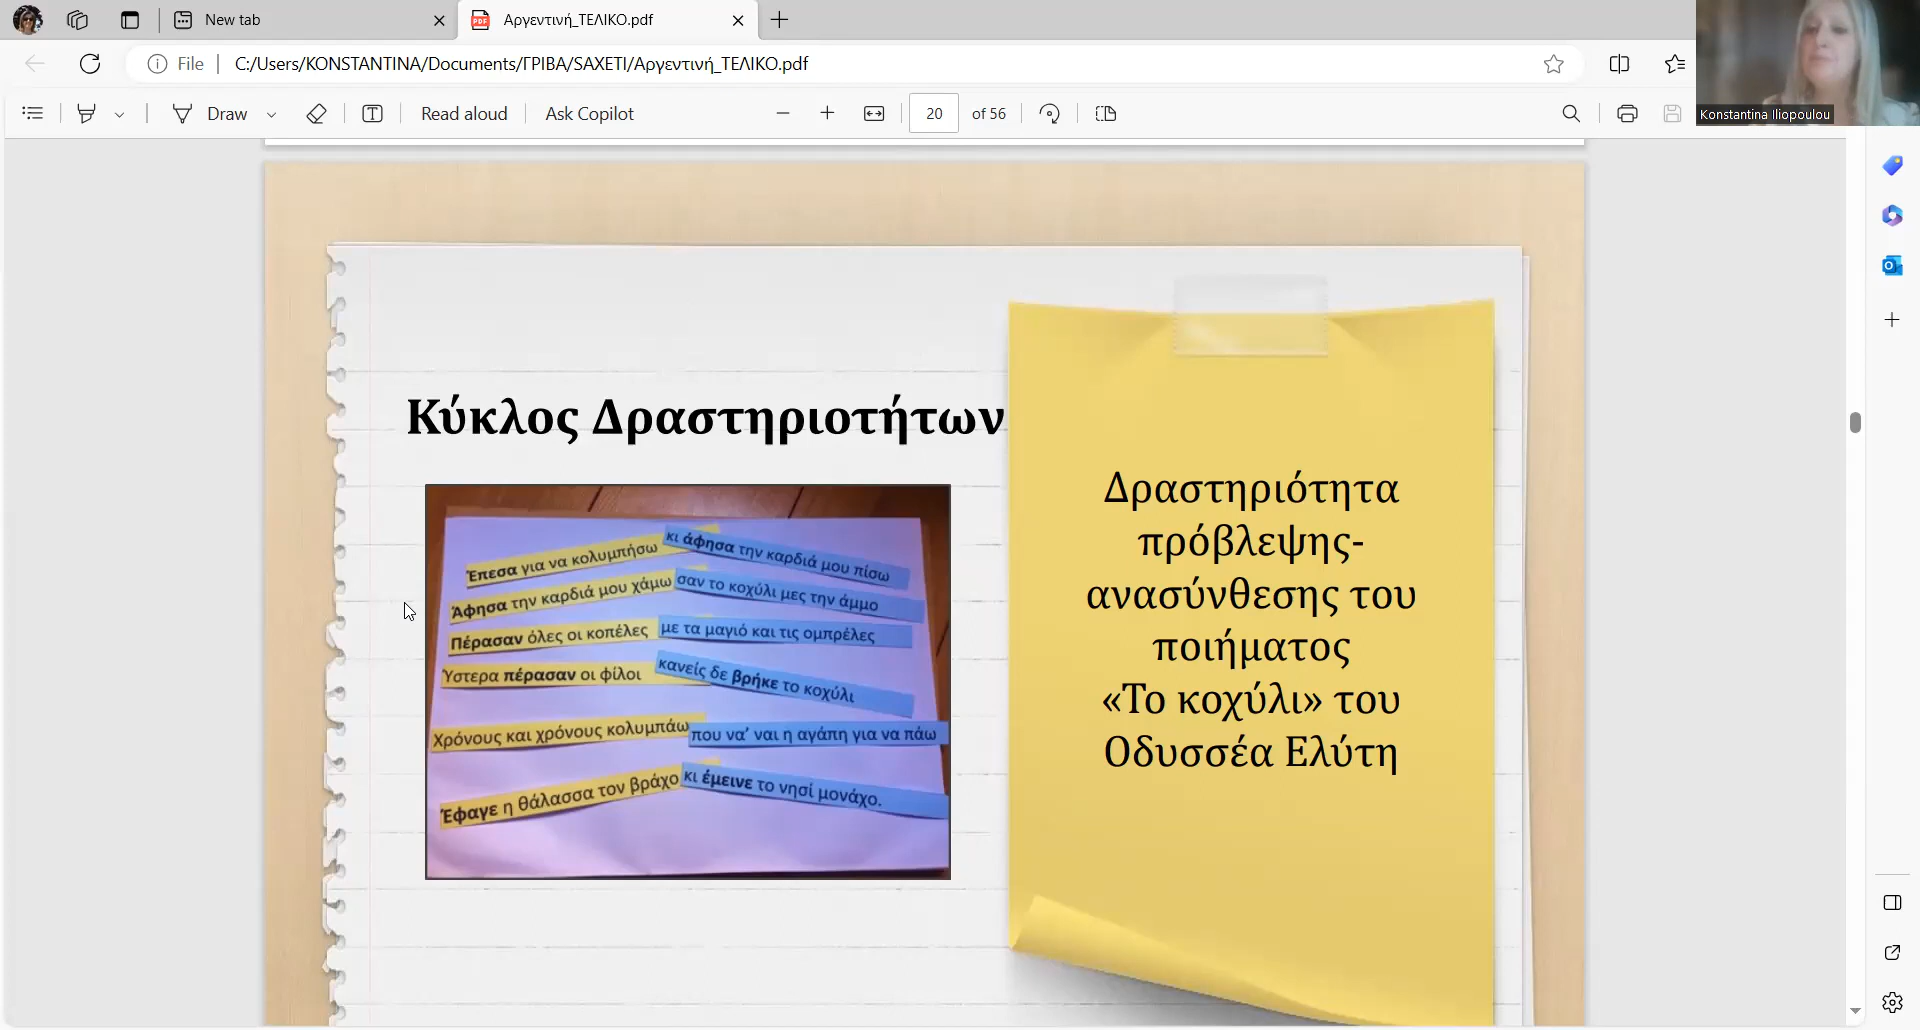 New tab
Αργεντινή_ΤΕΛΙΚΟ.pdf
File
C:/Users/KONSTANTINA/Documents/ΓΡΙΒΑ/SAXETI/Αργεντινή_ΤΕΛΙΚΟ.pdf
Draw
Read aloud
Ask Copilot
20 of 56
Konstantina Iliopoulou
Κύκλος Δραστηριοτήτων
Έπεσα για να κολυμπήσω κι άφησα την καρδιά μου πίσω
Άφησα την καρδιά μου χάμω σαν το κοχύλι μες την άμμο
Πέρασαν όλες οι κοπέλες με τα μαγιό και τις ομπρέλες
Ύστερα πέρασαν οι φίλοι κανείς δε βρήκε το κοχύλι
Χρόνους και χρόνους κολυμπάω που να' ναι η αγάπη για να πάω
Έφαγε η θάλασσα τον βράχο κι έμεινε το νησί μονάχο.
Δραστηριότητα
πρόβλεψης-
ανασύνθεσης του
ποιήματος
«Το κοχύλι» του
Οδυσσέα Ελύτη